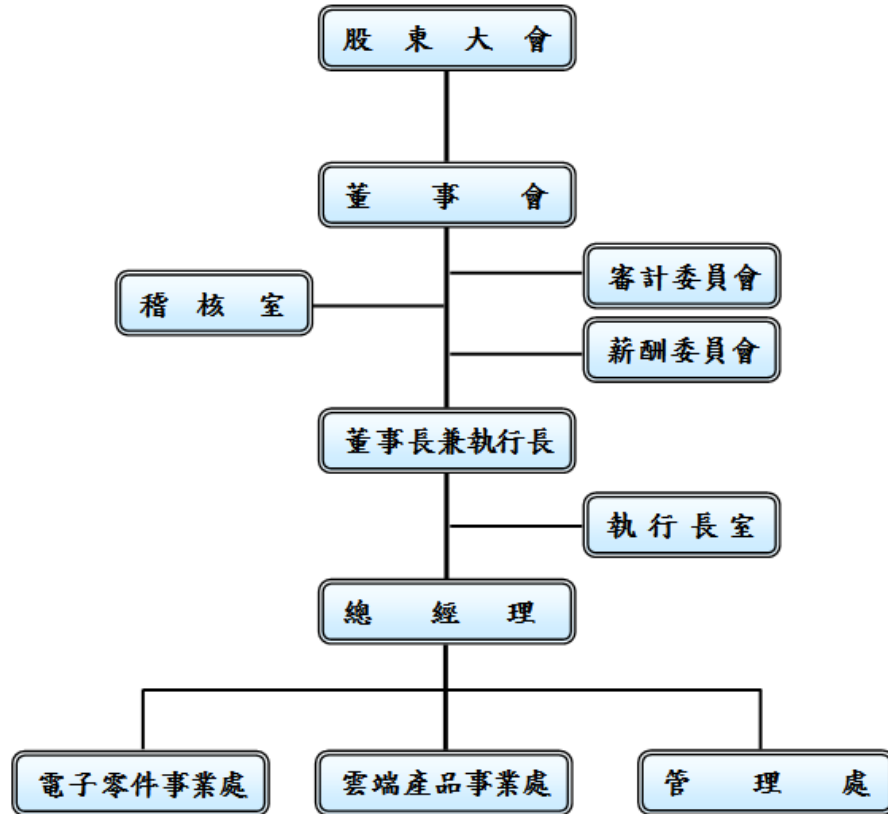 股東大會
董事會
審計委員會
稽核室
薪酬委員會
董事長兼執行長
執行長室
總經理
電子零件事業處
雲端產品事業處
管理處